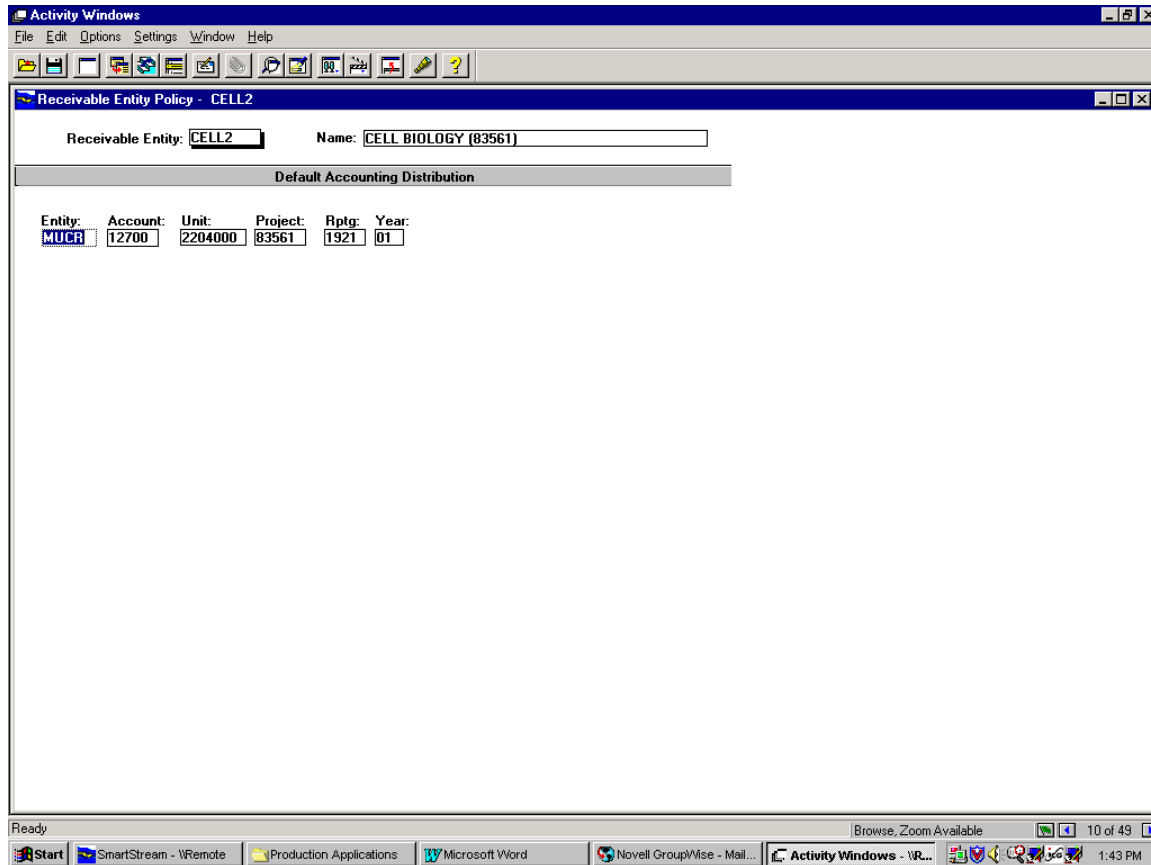 Activity Windows
File Edit Options Settings Window Help
Receivable Entity Policy - CELL2
Receivable Entity: CELL2 Name: CELL BIOLOGY (83561)
Default Accounting Distribution
Entity: Account: Unit: Project: Rptg: Year:
MUCR 12700 2204000 83561 1921 01
Ready Browse, Zoom Available 10 of 49
Start SmartStream - \\Remote Production Applications Microsoft Word Novell GroupWise - Mail... Activity Windows - \\R... 1:43 PM